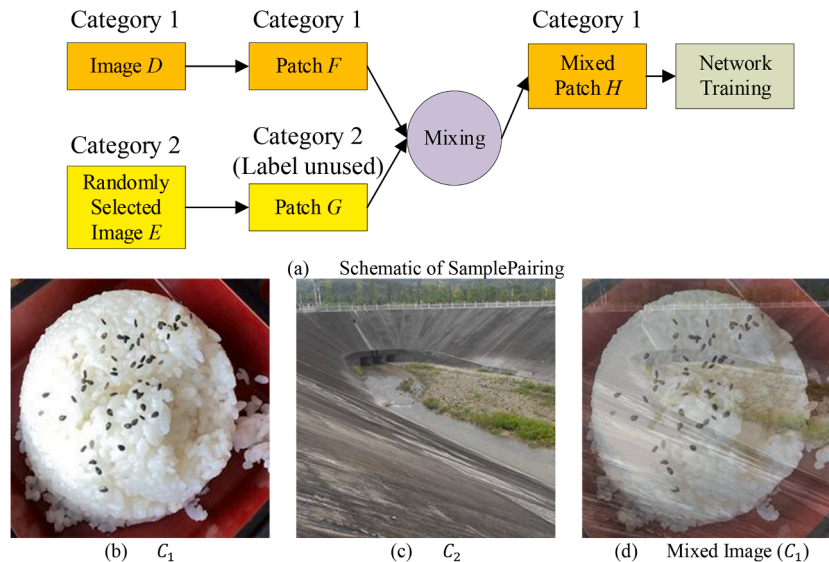 Category 1
Category 1
Category 1
Image D
Patch F
Mixed
Patch H
Network
Training
Mixing
Category 2
Category 2
(Label unused)
Randomly
Selected
Image E
Patch G
(a) Schematic of SamplePairing
(b) C₁
(c) C₂
(d) Mixed Image (C₁)